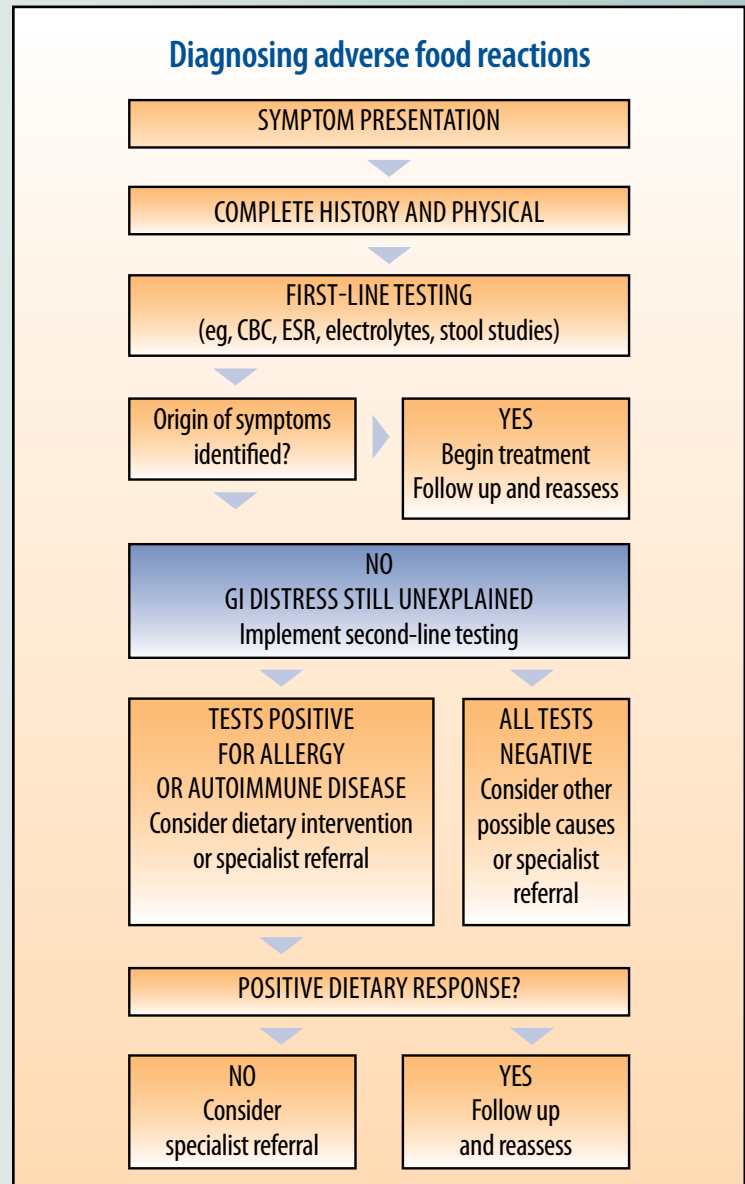 Diagnosing adverse food reactions
SYMPTOM PRESENTATION
COMPLETE HISTORY AND PHYSICAL
FIRST-LINE TESTING
(eg, CBC, ESR, electrolytes, stool studies)
Origin of symptoms
identified?
YES
Begin treatment
Follow up and reassess
NO
GI DISTRESS STILL UNEXPLAINED
Implement second-line testing
TESTS POSITIVE
FOR ALLERGY
OR AUTOIMMUNE DISEASE
Consider dietary intervention
or specialist referral
ALL TESTS
NEGATIVE
Consider other
possible causes
or specialist
referral
POSITIVE DIETARY RESPONSE?
NO
Consider
specialist referral
YES
Follow up
and reassess